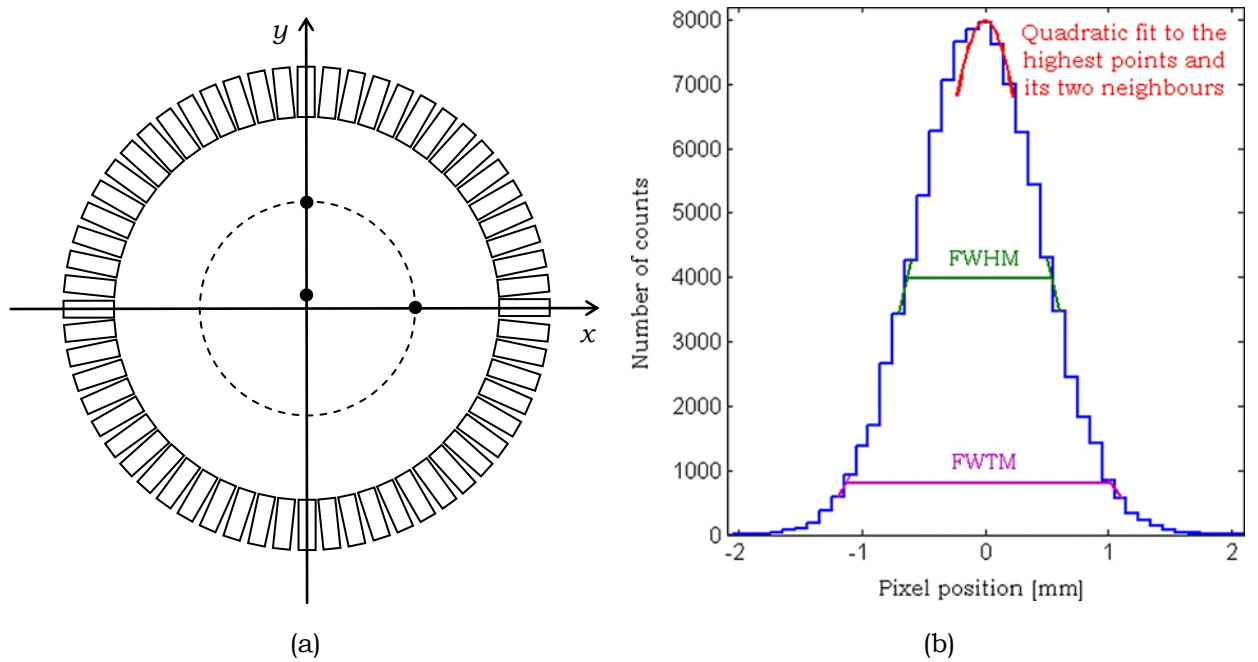 y
x
(a)
8000
7000
6000
5000
4000
3000
2000
1000
0
Number of counts
Quadratic fit to the
highest points and
its two neighbours
FWHM
FWTM
-2
-1
0
1
2
Pixel position [mm]
(b)